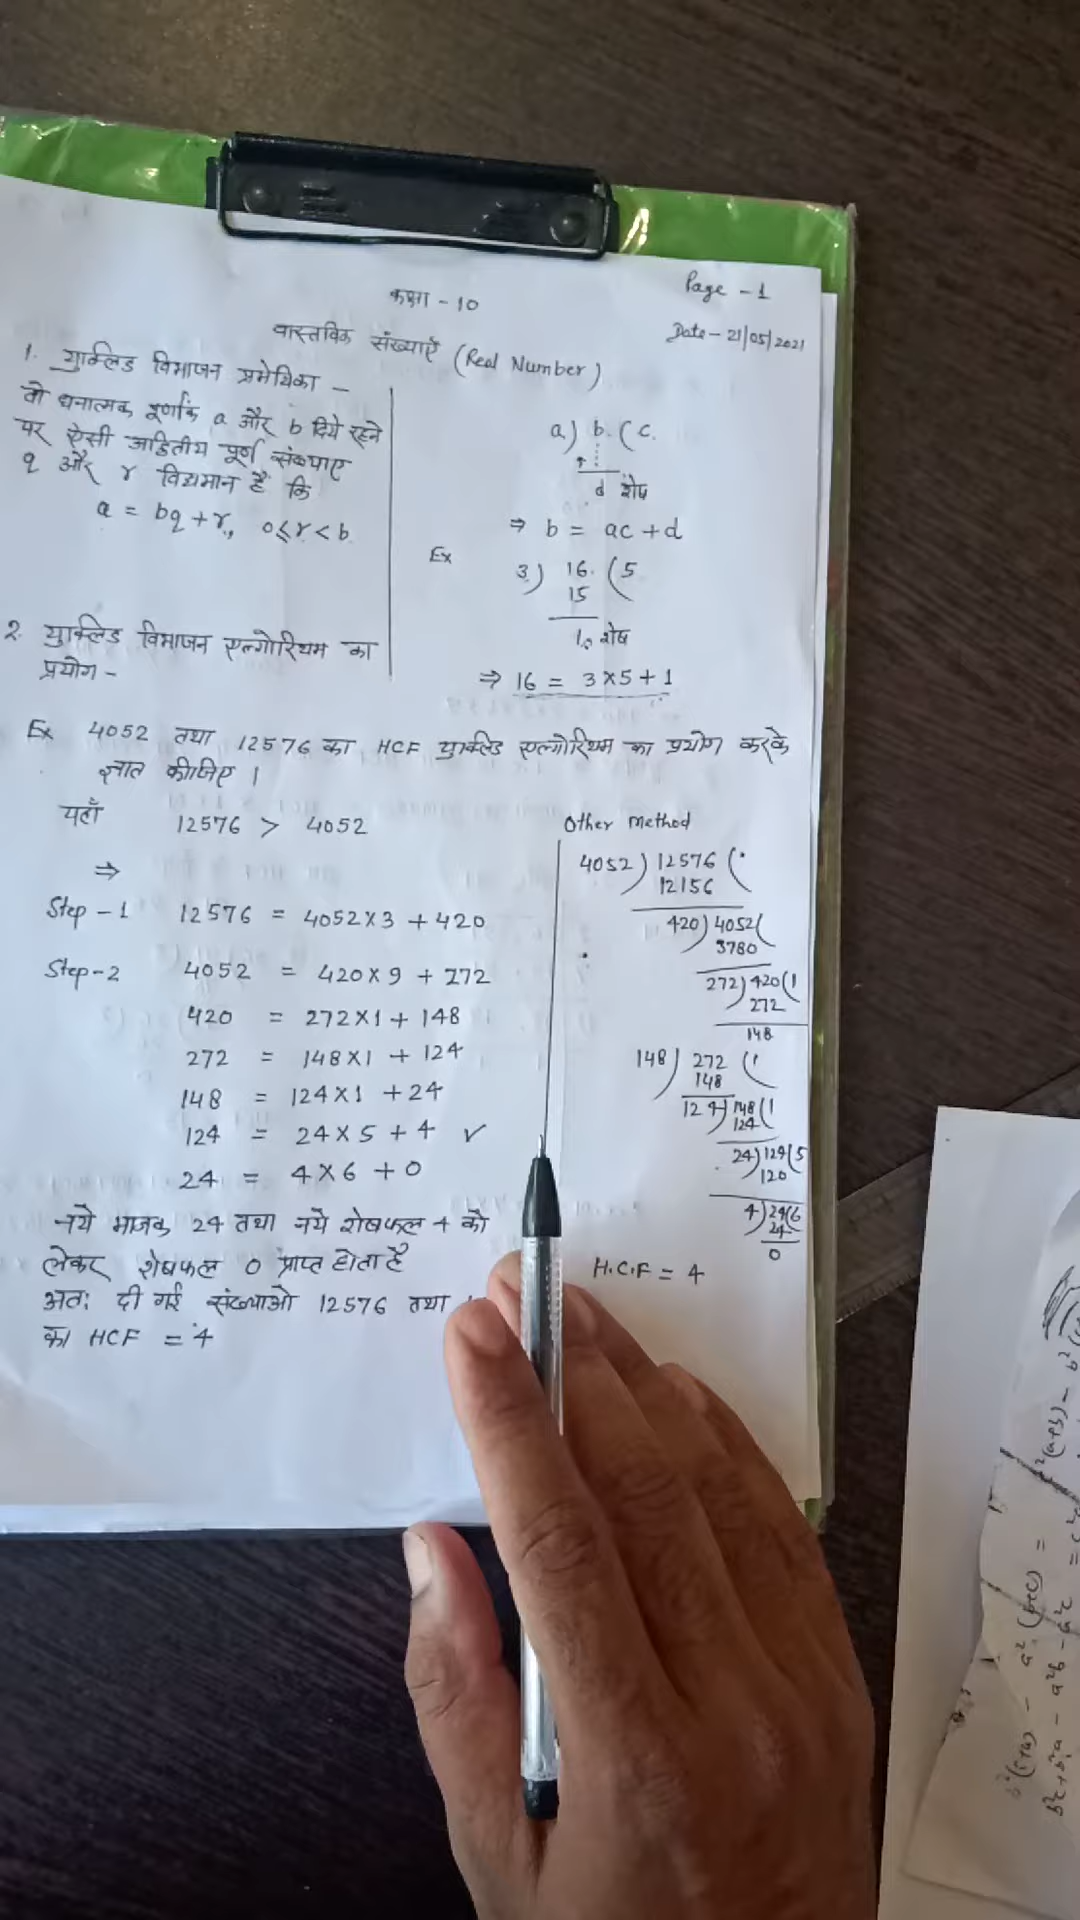 Page - 1
कक्षा - 10
Date - 21/05/2021
वास्तविक संख्याएँ (Real Number)
1. युक्लिड विभाजन प्रमेयिका -
दो धनात्मक पूर्णांक a और b दिये रहने
पर ऐसी अद्वितीय पूर्ण संख्याए
q और r विद्यमान है कि
a = bq + r, 0 ≤ r < b
a) b (c
d शेष
⇒ b = ac + d
Ex
3) 16 (5
15
1 शेष
⇒ 16 = 3×5 + 1
2. युक्लिड विभाजन एल्गोरिथम का
प्रयोग -
Ex 4052 तथा 12576 का HCF युक्लिड एल्गोरिथम का प्रयोग करके
ज्ञात कीजिए ।
यहाँ 12576 > 4052
⇒
Step - 1 12576 = 4052×3 + 420
Step - 2 4052 = 420×9 + 272
420 = 272×1 + 148
272 = 148×1 + 124
148 = 124×1 + 24
124 = 24×5 + 4 ✓
24 = 4×6 + 0
नये भाजक 24 तथा नये शेषफल 4 को
लेकर शेषफल 0 प्राप्त होता है
अतः दी गई संख्याओ 12576 तथा
का HCF = 4
Other method
4052) 12576 (
12156
420) 4052 (
3780
272) 420 (1
272
148
148) 272 (1
148
124) 148 (1
124
24) 124 (5
120
4) 24 (6
24
0
H.C.F = 4